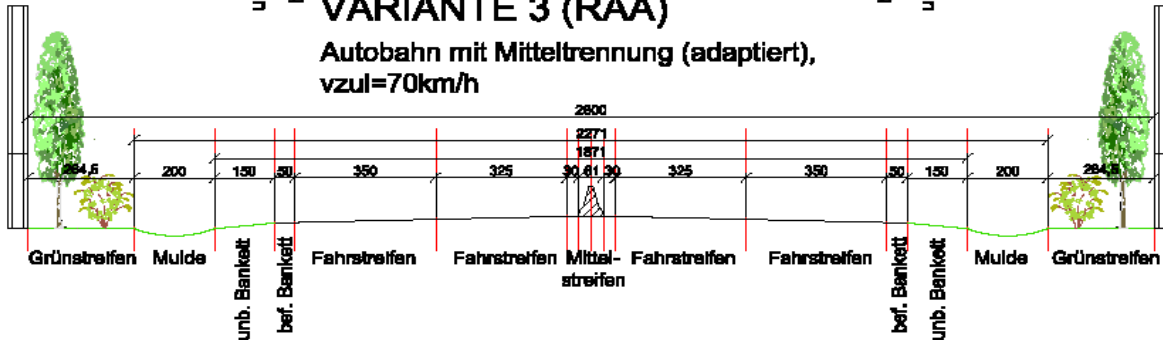 VARIANTE 3 (RAA)
Autobahn mit Mitteltrennung (adaptiert),
vzul=70km/h
2800
2271
1871
264,5 200 150 50 350 325 30 61 30 325 350 50 150 200 264,5
Grünstreifen Mulde unb. Bankett bef. Bankett Fahrstreifen Fahrstreifen Mittel- Fahrstreifen Fahrstreifen bef. Bankett unb. Bankett Mulde Grünstreifen
streifen